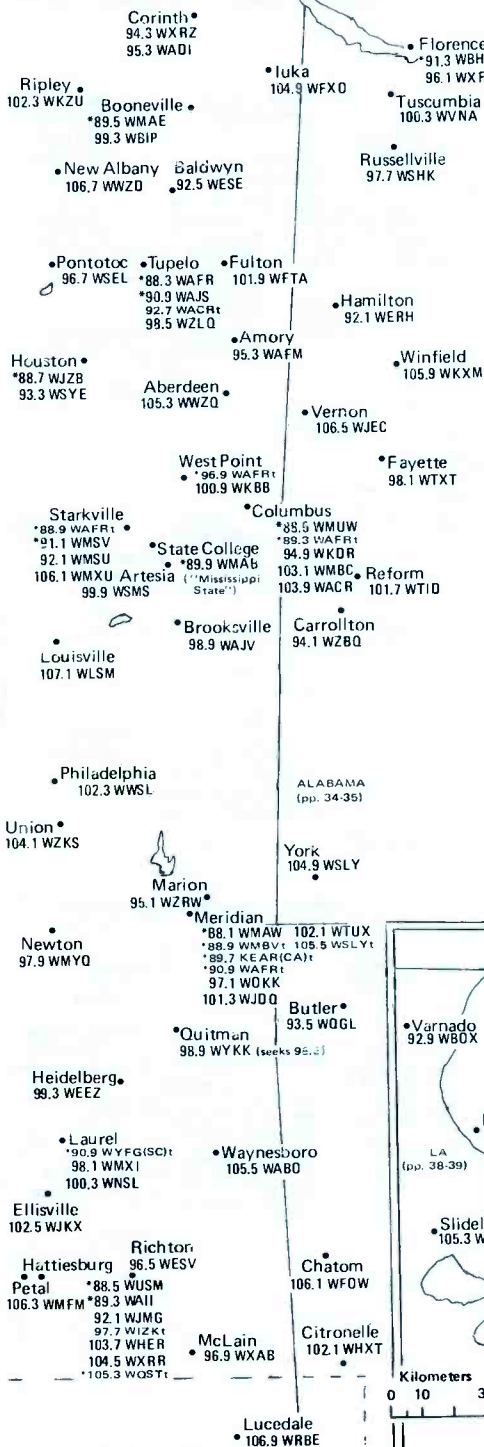 Corinth
94.3 WXRZ
95.3 WADI
Florence
*91.3 WBH
96.1 WXF
Iuka
104.9 WFXO
Ripley
102.3 WKZU
Booneville
*89.5 WMAE
99.3 WBIP
Tuscumbia
100.3 WVNA
Russellville
97.7 WSHK
New Albany
106.7 WWZD
Baldwyn
92.5 WESE
Pontotoc
96.7 WSEL
Tupelo
*88.3 WAFR
*90.9 WAJS
92.7 WACRt
98.5 WZLQ
Fulton
101.9 WFTA
Hamilton
92.1 WERH
Amory
95.3 WAFM
Houston
*88.7 WJZB
93.3 WSYE
Winfield
105.9 WKXM
Aberdeen
105.3 WWZQ
Vernon
106.5 WJEC
West Point
*96.9 WAFRt
100.9 WKBB
Fayette
98.1 WTXT
Starkville
*88.9 WAFRt
*91.1 WMSV
92.1 WMSU
106.1 WMXU
State College
*89.9 WMAB
("Mississippi
State")
Artesia
99.9 WSMS
Columbus
*88.5 WMUW
*89.3 WAFRt
94.9 WKDR
103.1 WMBC
103.9 WACR
Reform
101.7 WTID
Carrollton
94.1 WZBQ
Brooksville
98.9 WAJV
Louisville
107.1 WLSM
Philadelphia
102.3 WWSL
ALABAMA
(pp. 34-35)
Union
104.1 WZKS
York
104.9 WSLY
Marion
95.1 WZRW
Meridian
*88.1 WMAW 102.1 WTUX
*88.9 WMBVt 105.5 WSLYt
*89.7 KEAR(CA)t
*90.9 WAFRt
97.1 WOKK
101.3 WJDQ
Newton
97.9 WMYQ
Butler
93.5 WQGL
Quitman
98.9 WYKK (seeks
Varnado
92.9 WBOX
Heidelberg
99.3 WEEZ
Laurel
*90.9 WYFG(SC)t
98.1 WMXI
100.3 WNSL
Waynesboro
105.5 WABO
LA
(pp. 38-39)
Ellisville
102.5 WJKX
Slidel
105.3 W
Richton
96.5 WESV
Chatom
106.1 WFOW
Hattiesburg
*88.5 WUSM
*89.3 WAII
92.1 WJMG
97.7 WIZKt
103.7 WHER
104.5 WXRR
*105.3 WQSTt
Petal
106.3 WMFM
McLain
96.9 WXAB
Citronelle
102.1 WHXT
Kilometers
0 10 3
Lucedale
106.9 WRBE